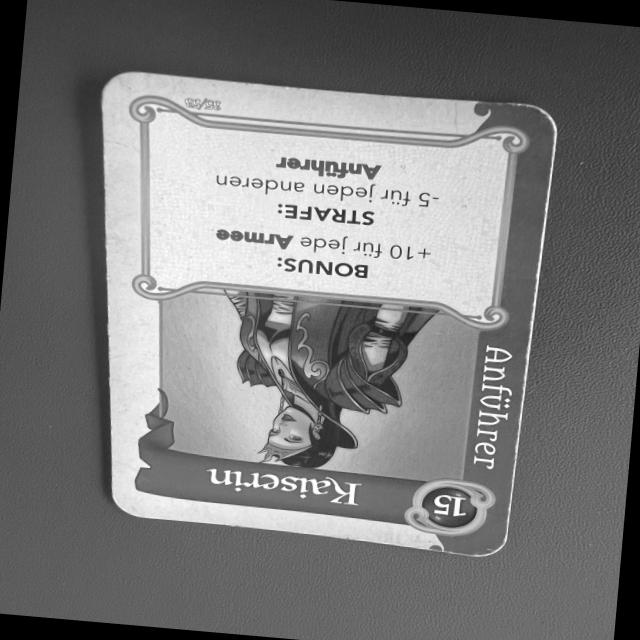 15
Kaiserin
Anführer
BONUS:
+10 für jede Armee
STRAFE:
-5 für jeden anderen
Anführer